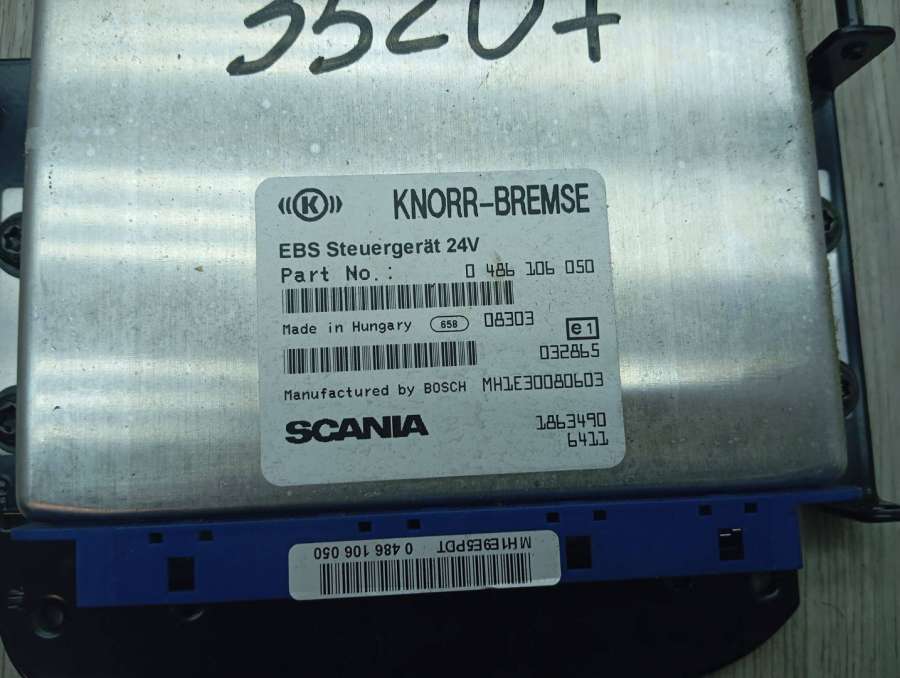 35207
K KNORR-BREMSE
EBS Steuergerät 24V
Part No.: 0 486 106 050
Made in Hungary 658 08303 e1
032865
Manufactured by BOSCH MH1E30080603
SCANIA 1863490
6411
MH1E9E5PDT 0 486 106 050